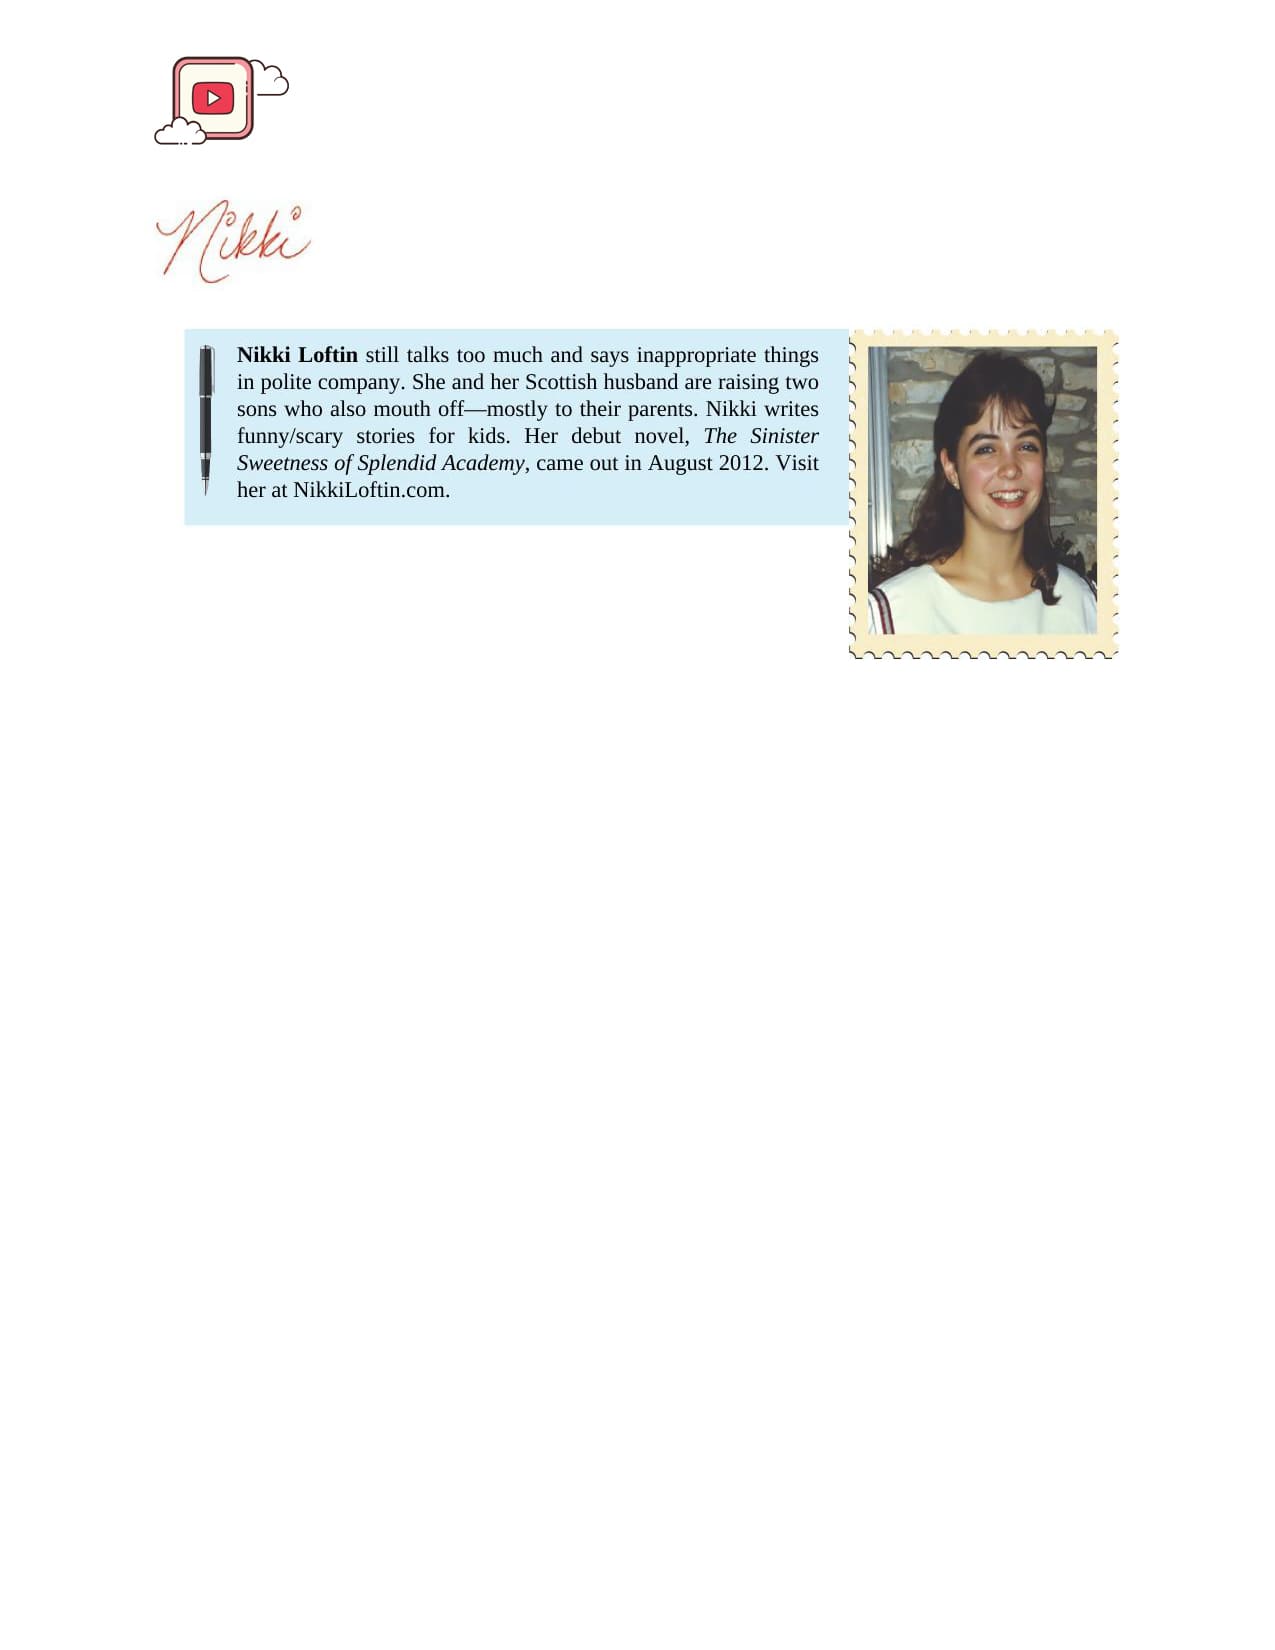 Nikki
Nikki Loftin still talks too much and says inappropriate things
in polite company. She and her Scottish husband are raising two
sons who also mouth off—mostly to their parents. Nikki writes
funny/scary stories for kids. Her debut novel, The Sinister
Sweetness of Splendid Academy, came out in August 2012. Visit
her at NikkiLoftin.com.